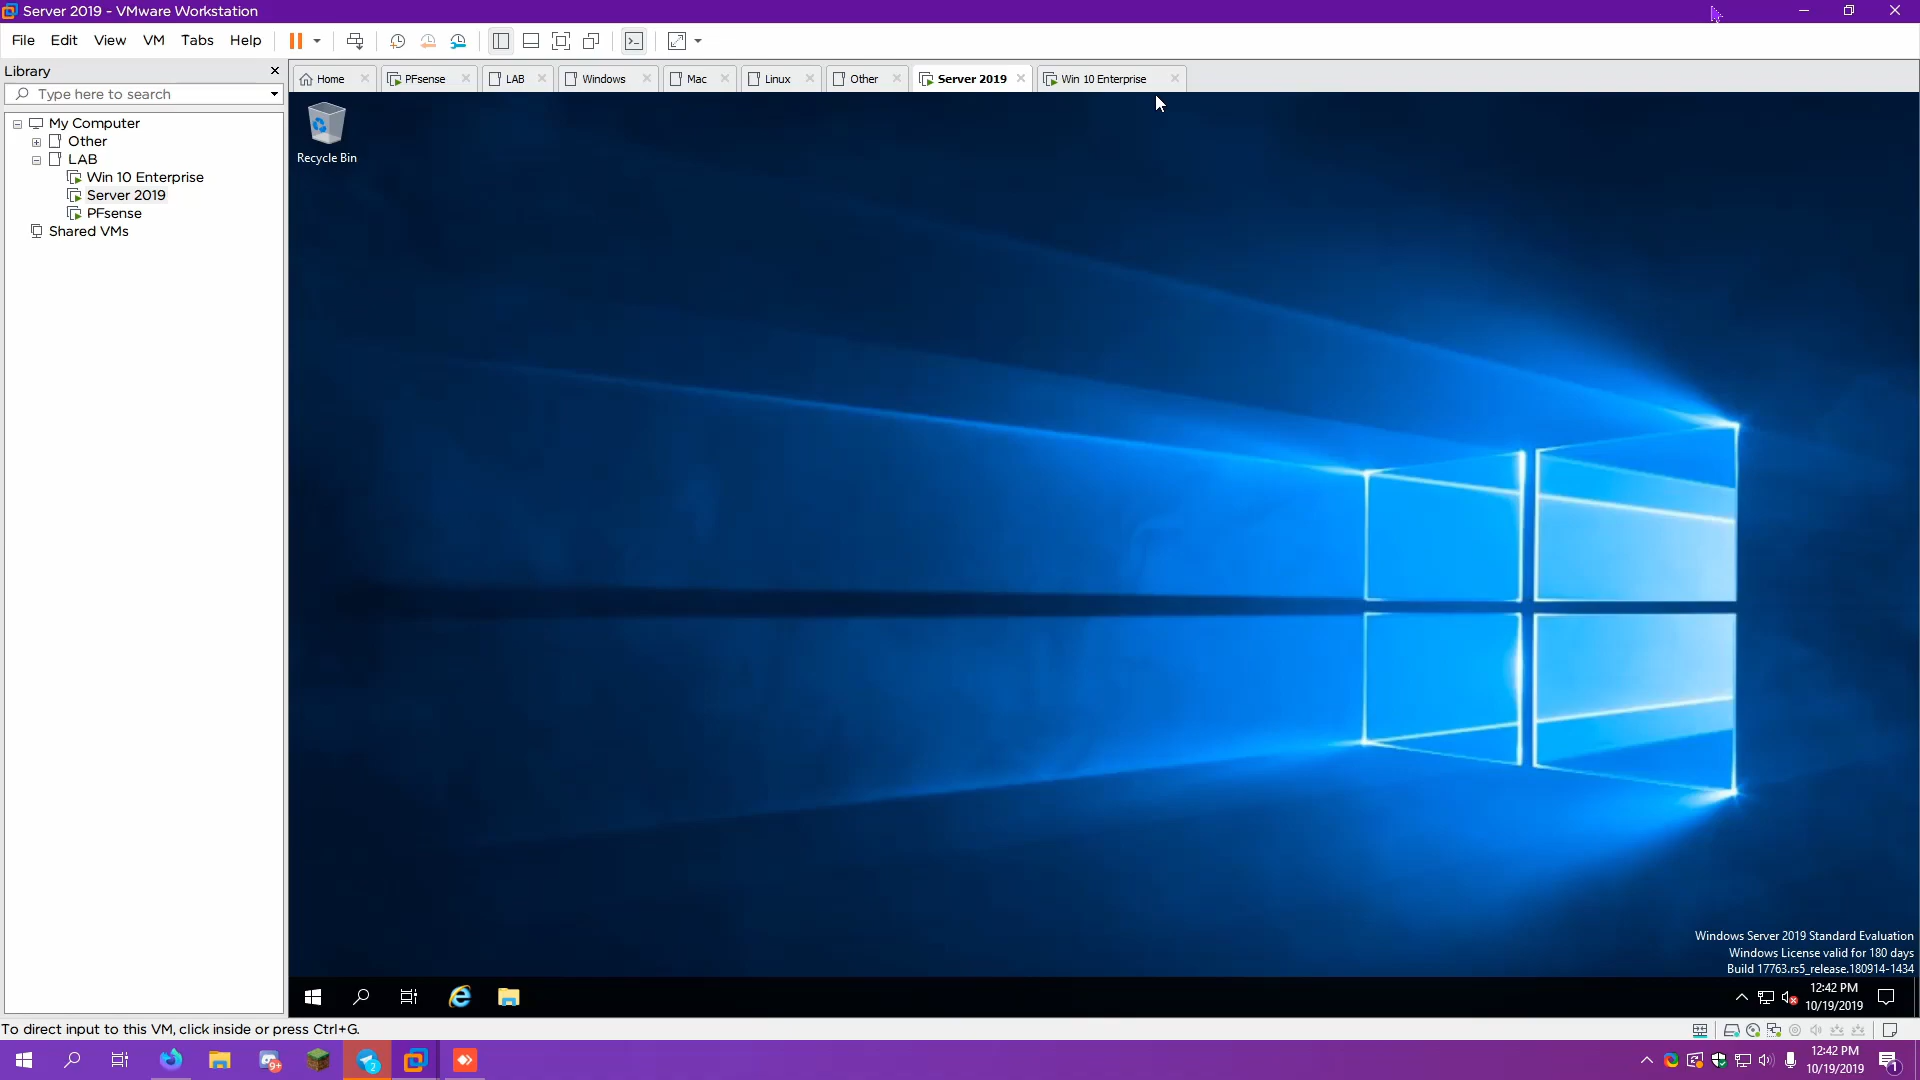 Server 2019 - VMware Workstation
File Edit View VM Tabs Help
Library
Type here to search
Home PFsense LAB Windows Mac Linux Other Server 2019 Win 10 Enterprise
My Computer
Other
LAB
Win 10 Enterprise
Server 2019
PFsense
Shared VMs
Recycle Bin
Windows Server 2019 Standard Evaluation
Windows License valid for 180 days
Build 17763.rs5_release.180914-1434
12:42 PM
10/19/2019
To direct input to this VM, click inside or press Ctrl+G.
9+
2
12:42 PM
10/19/2019
1